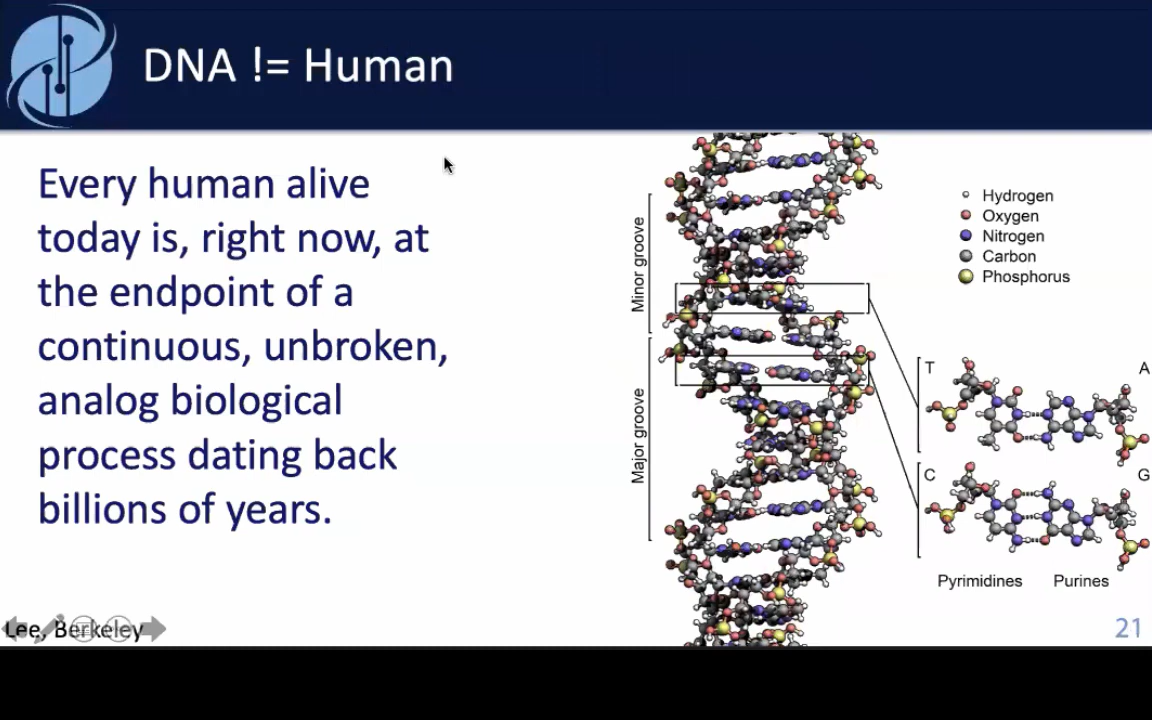 DNA != Human
Every human alive
today is, right now, at
the endpoint of a
continuous, unbroken,
analog biological
process dating back
billions of years.
Minor groove
Major groove
Hydrogen
Oxygen
Nitrogen
Carbon
Phosphorus
T
A
C
G
Pyrimidines
Purines
Lee, Berkeley
21